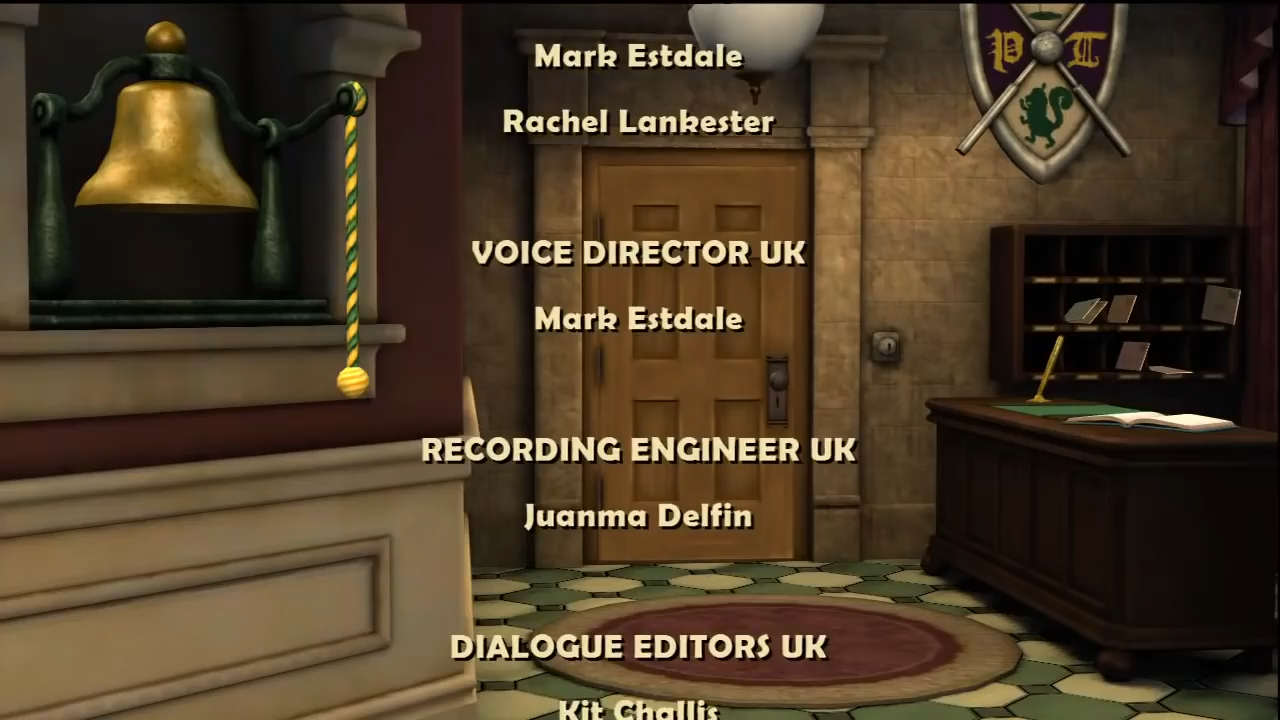 Mark Estdale
P T
Rachel Lankester
VOICE DIRECTOR UK
Mark Estdale
RECORDING ENGINEER UK
Juanma Delfin
DIALOGUE EDITORS UK
Kit Challis